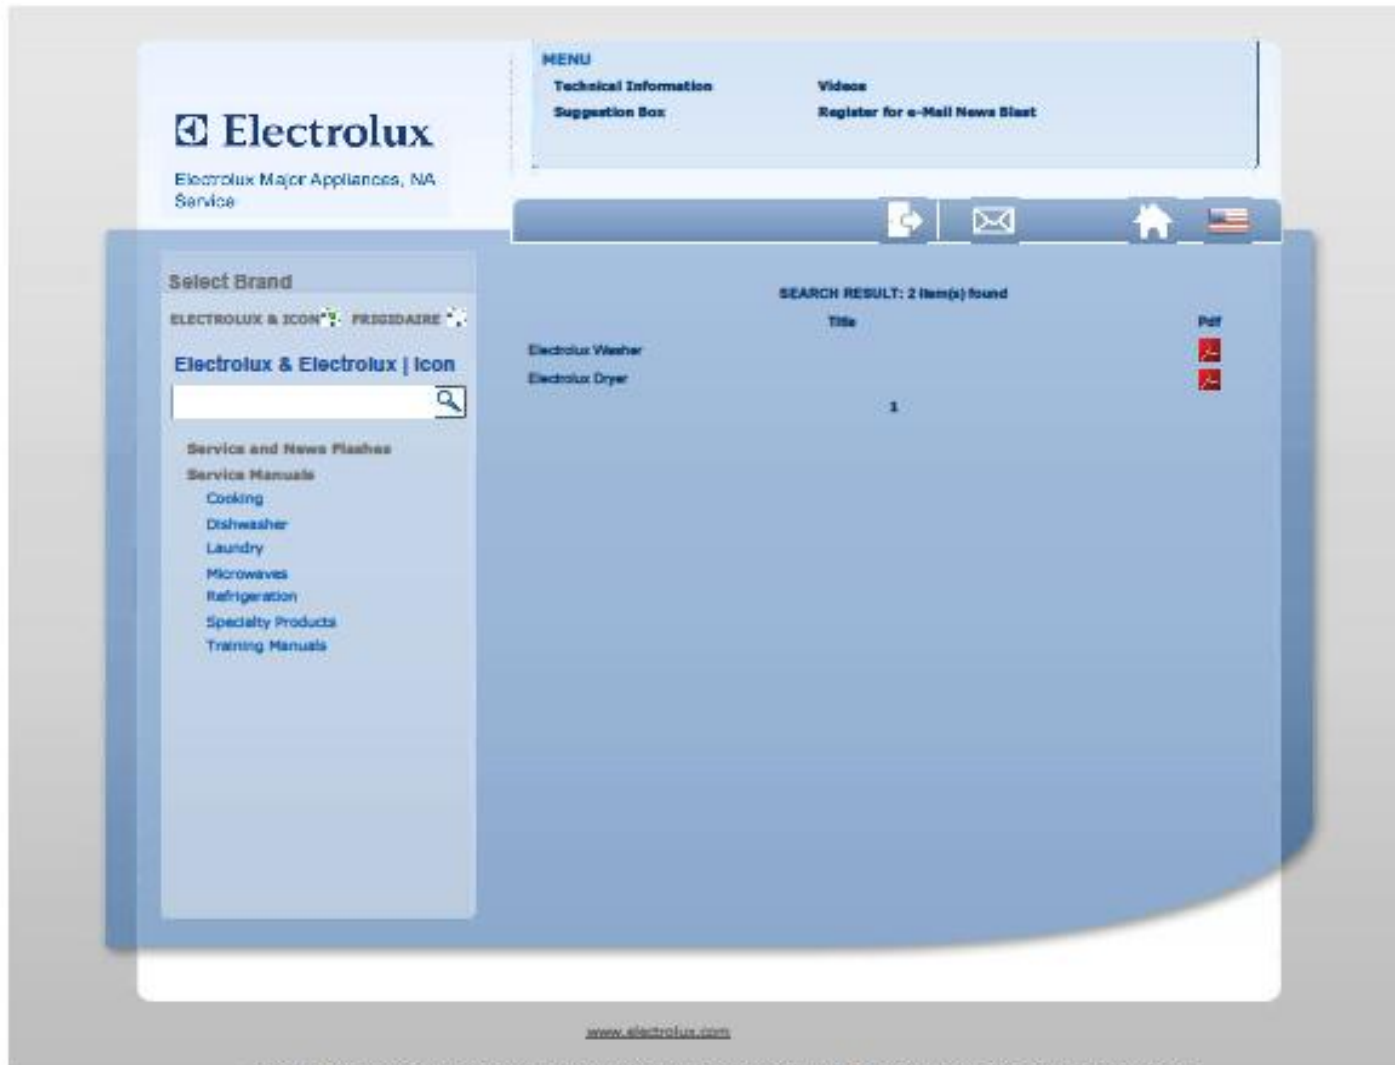 Electrolux
Electrolux Major Appliances, NA
Service
MENU
Technical Information
Videos
Suggestion Box
Register for e-Mail News Blast
Select Brand
ELECTROLUX & ICON
FRIGIDAIRE
Electrolux & Electrolux | Icon
Service and News Flashes
Service Manuals
Cooking
Dishwasher
Laundry
Microwaves
Refrigeration
Specialty Products
Training Manuals
SEARCH RESULT: 2 item(s) found
Title
Pdf
Electrolux Washer
Electrolux Dryer
1
www.electrolux.com